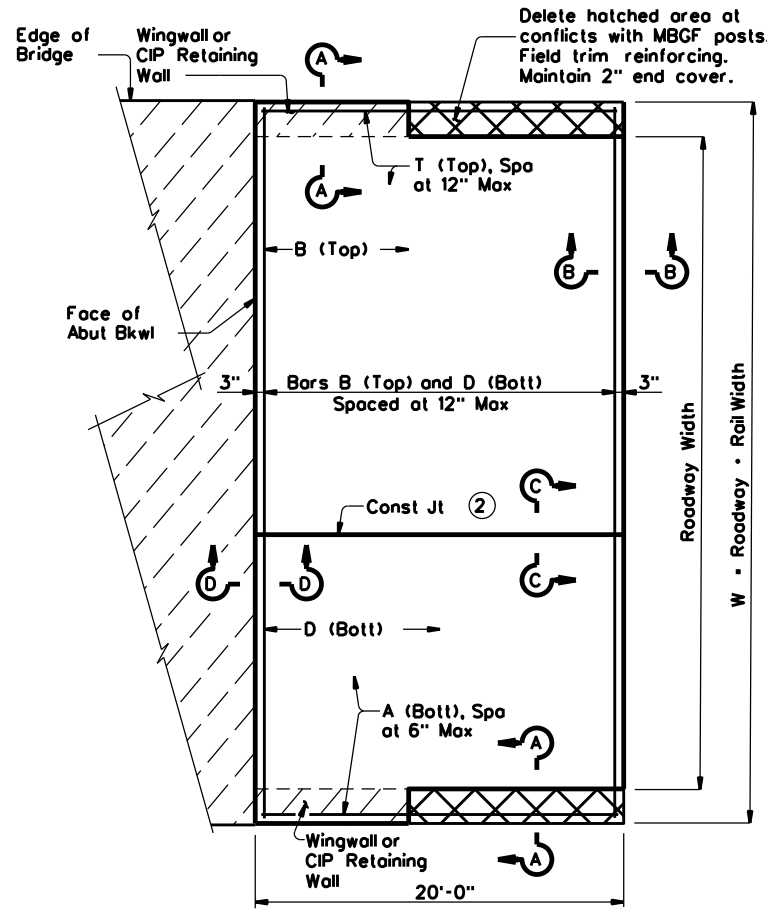 Edge of
Bridge
Wingwall or
CIP Retaining
Wall
A
Delete hatched area at
conflicts with MBGF posts.
Field trim reinforcing.
Maintain 2" end cover.
T (Top), Spa
at 12" Max
A
B (Top)
B
B
Face of
Abut Bkwl
3"
Bars B (Top) and D (Bott)
Spaced at 12" Max
3"
Roadway Width
W = Roadway + Rail Width
C
Const Jt 2
D
D
C
D (Bott)
A (Bott), Spa
at 6" Max
A
Wingwall or
CIP Retaining
Wall
A
20'-0"